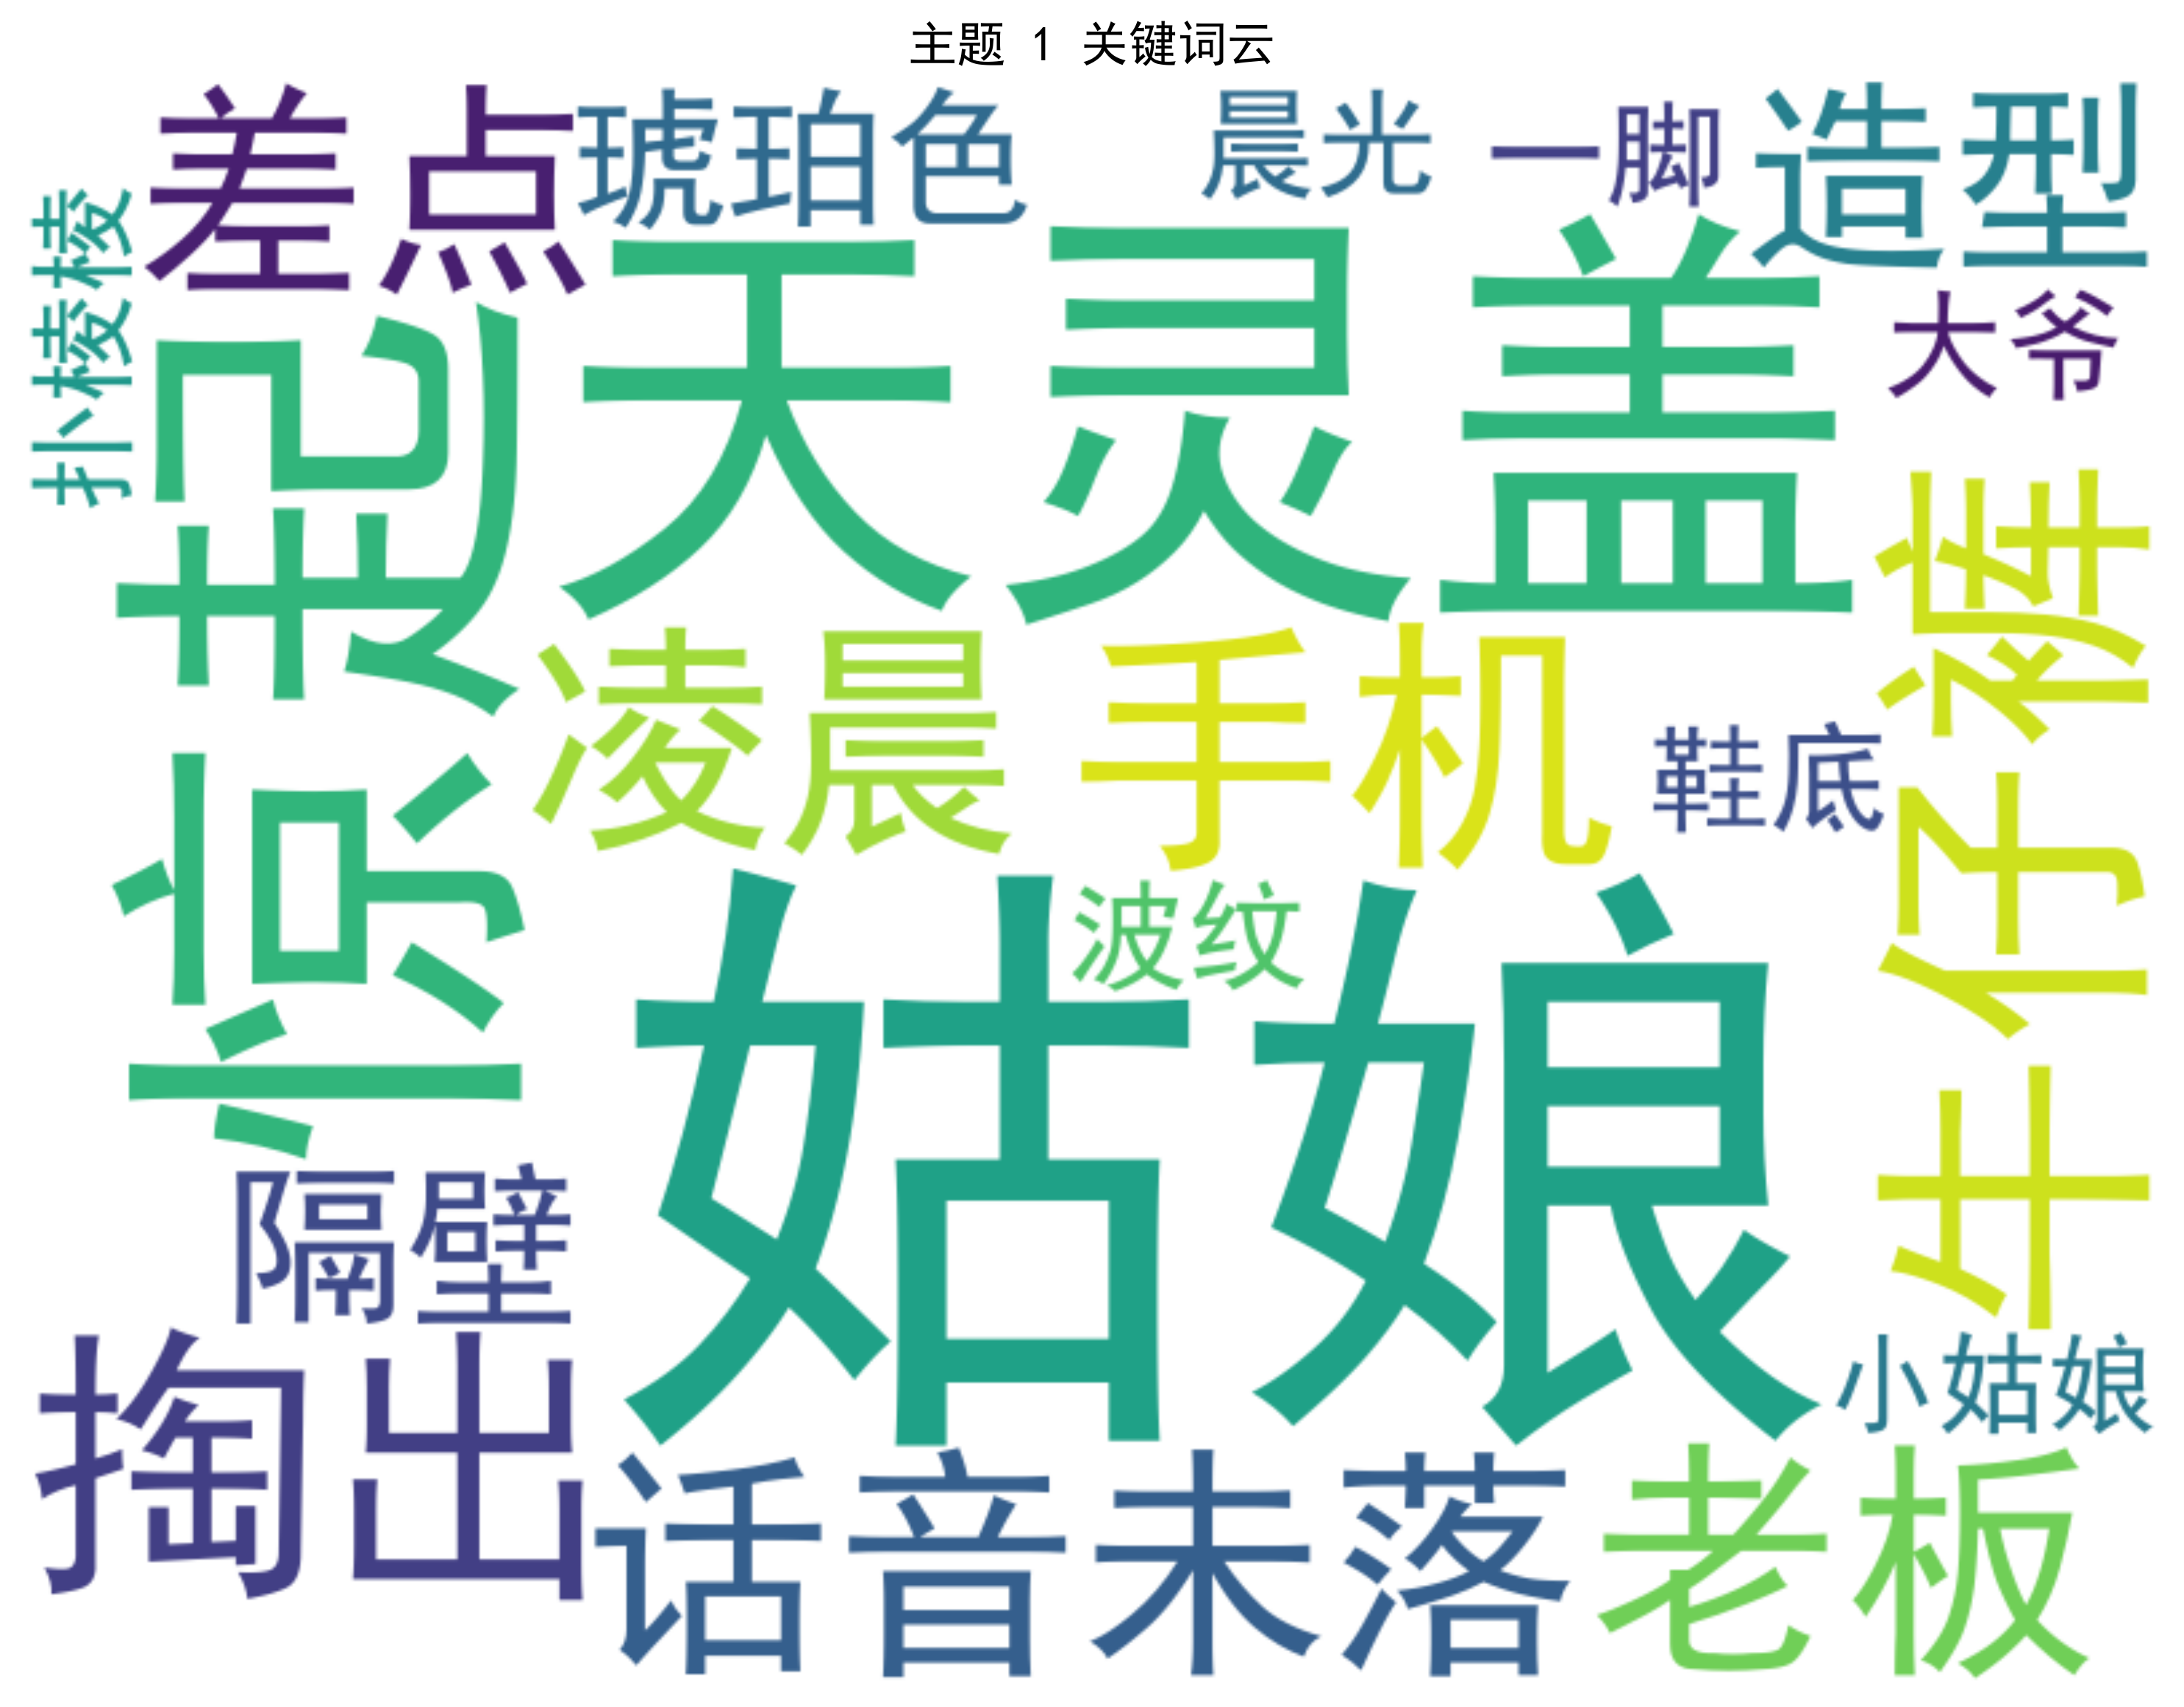 主题 1 关键词云
差点
琥珀色
晨光
一脚
造型
扑棱棱
惊起
天灵盖
大爷
凌晨
手机
鞋底
牛仔裤
波纹
姑娘
隔壁
小姑娘
掏出
话音未落
老板